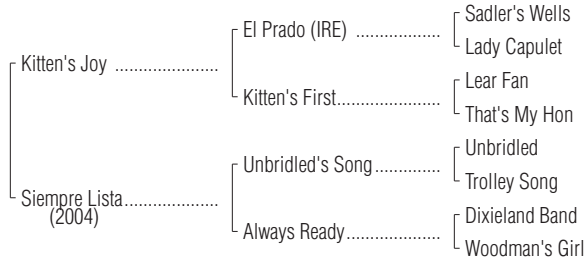 Sadler's Wells
El Prado (IRE) ..................
Lady Capulet
Kitten's Joy ......................
Lear Fan
Kitten's First......................
That's My Hon
Unbridled
Unbridled's Song..............
Trolley Song
Siempre Lista....................
(2004)
Dixieland Band
Always Ready....................
Woodman's Girl